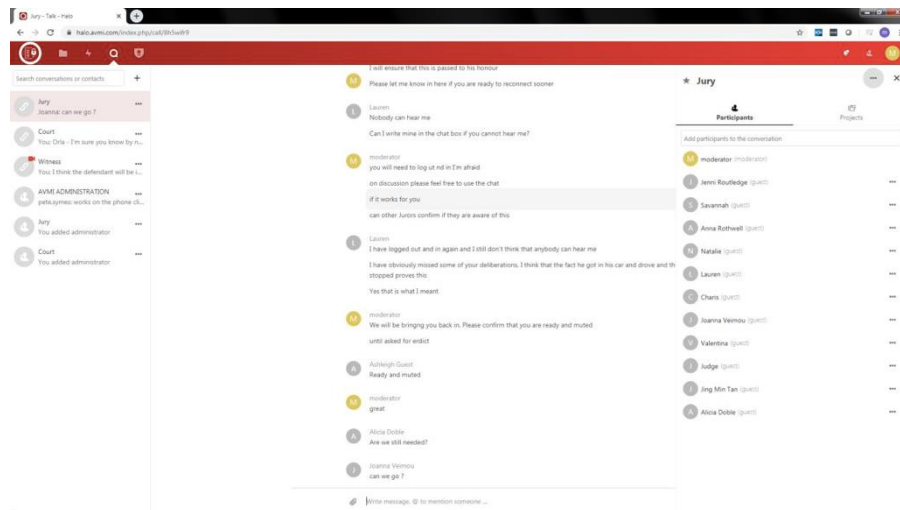 Jury - Talk - Halo
halo.avmi.com/index.php/call/8h5w8r9
Search conversations or contacts
Jury
Joanna: can we go ?
Court
You: Orla - I'm sure you know by n...
Witness
You: I think the defendant will be i...
AVMI ADMINISTRATION
pete.symes: works on the phone cli...
Jury
You added administrator
Court
You added administrator
I will ensure that this is passed to his honour
M
Please let me know in here if you are ready to reconnect sooner
L
Lauren
Nobody can hear me
Can I write mine in the chat box if you cannot hear me?
M
moderator
you will need to log ut nd in I'm afraid
on discussion please feel free to use the chat
if it works for you
can other Jurors confirm if they are aware of this
L
Lauren
I have logged out and in again and I still don't think that anybody can hear me
I have obviously missed some of your deliberations. I think that the fact he got in his car and drove and th
stopped proves this
Yes that is what I meant
M
moderator
We will be bringng you back in. Please confirm that you are ready and muted
until asked for erdict
A
Ashleigh Guest
Ready and muted
M
moderator
great
A
Alicia Doble
Are we still needed?
J
Joanna Veimou
can we go ?
Write message, @ to mention someone ...
★ Jury
Participants
Projects
Add participants to the conversation
M moderator (moderator)
J Jenni Routledge (guest)
S Savannah (guest)
A Anna Rothwell (guest)
N Natalie (guest)
L Lauren (guest)
C Charis (guest)
J Joanna Veimou (guest)
V Valentina (guest)
J Judge (guest)
J Jing Min Tan (guest)
A Alicia Doble (guest)